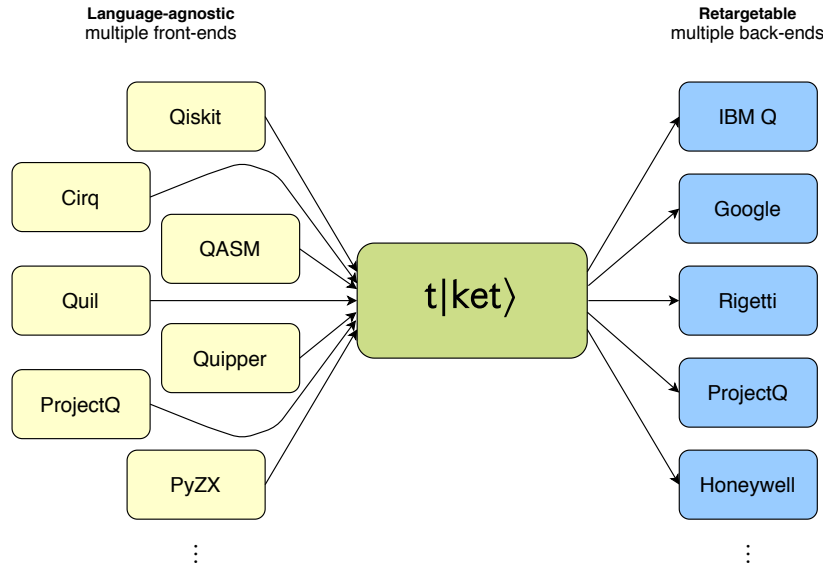 Language-agnostic
multiple front-ends
Retargetable
multiple back-ends
Qiskit
Cirq
QASM
Quil
Quipper
ProjectQ
PyZX
⋮
t|ket⟩
IBM Q
Google
Rigetti
ProjectQ
Honeywell
⋮